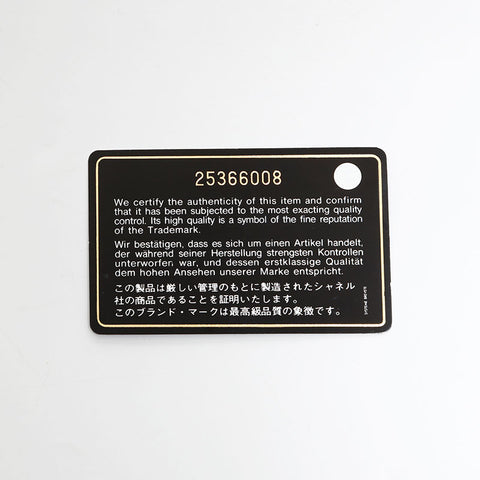 25366008
We certify the authenticity of this item and confirm
that it has been subjected to the most exacting quality
control. Its high quality is a symbol of the fine reputation
of the Trademark.
Wir bestätigen, dass es sich um einen Artikel handelt,
der während seiner Herstellung strengsten Kontrollen
unterworfen war, und dessen erstklassige Qualität
dem hohen Ansehen unserer Marke entspricht.
この製品は厳しい管理のもとに製造されたシャネル
社の商品であることを証明いたします。
このブランド・マークは最高級品質の象徴です。